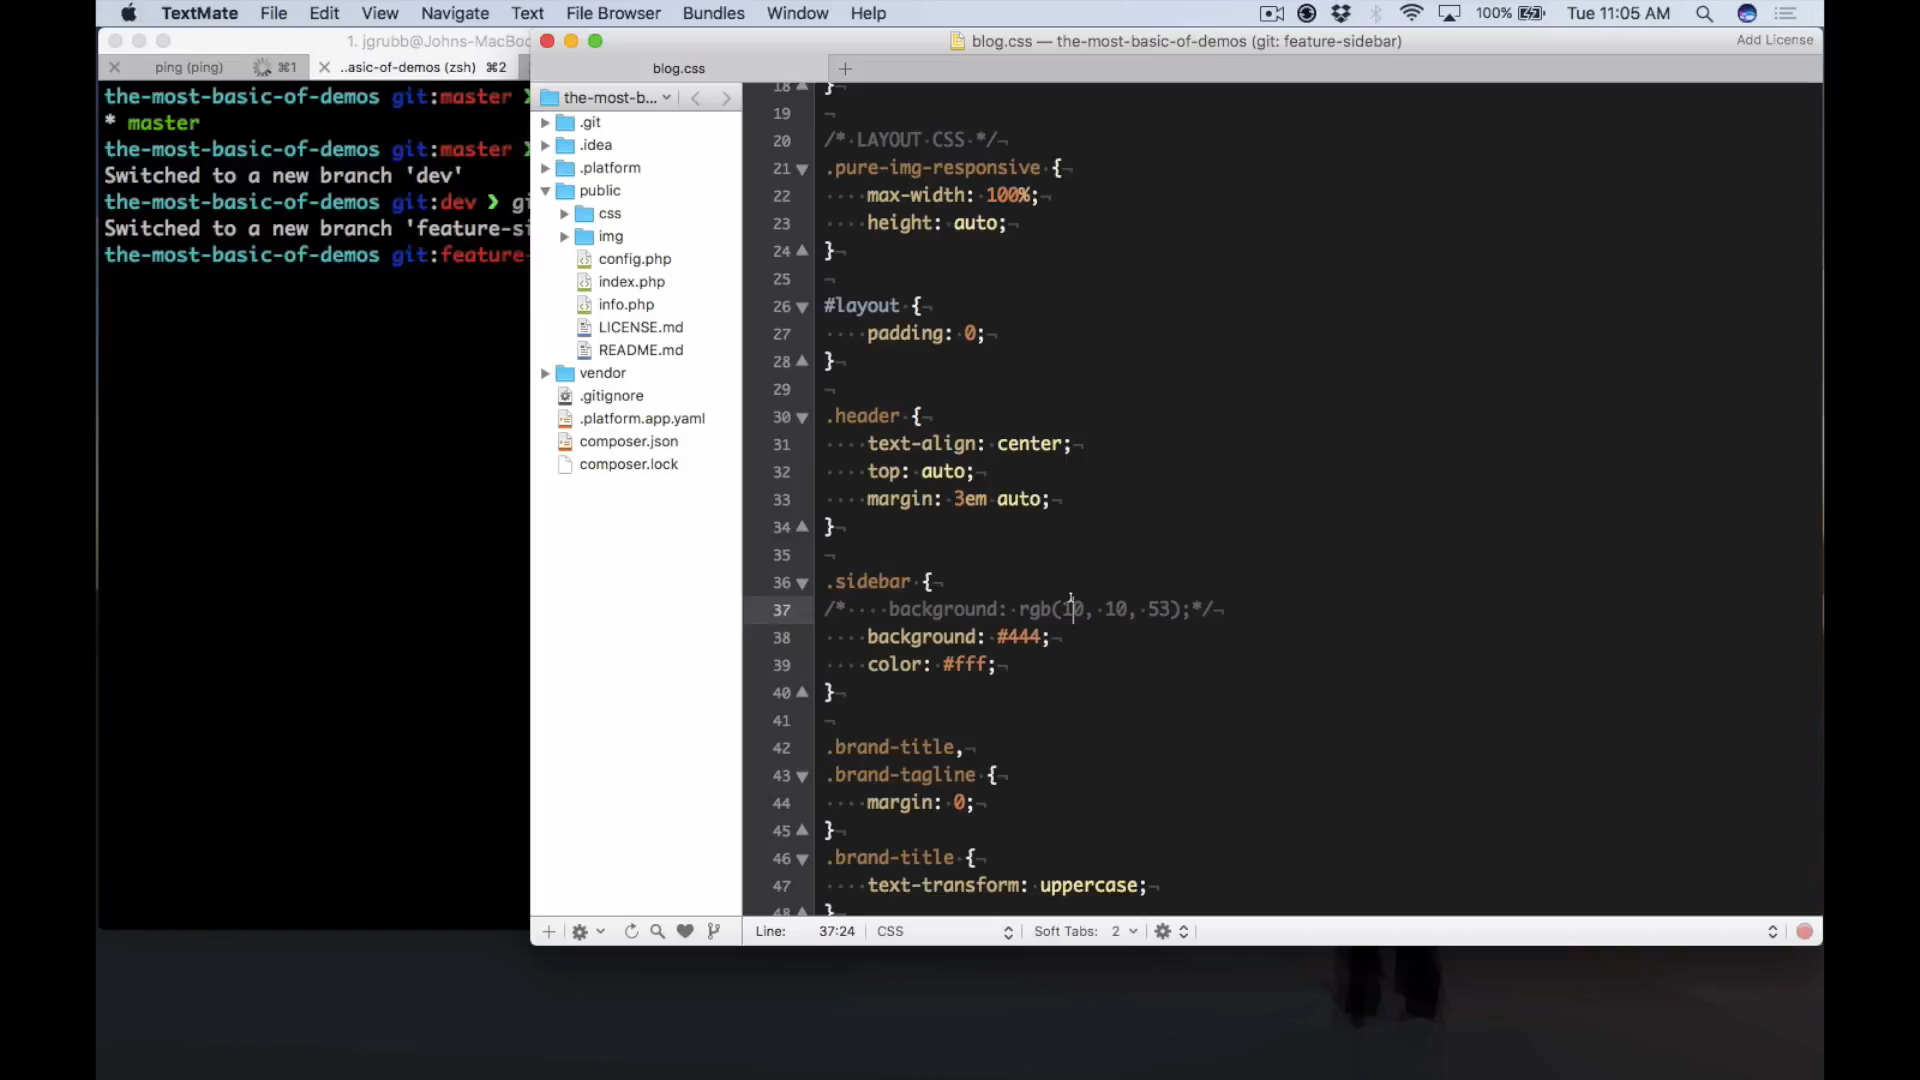 TextMate File Edit View Navigate Text File Browser Bundles Window Help 100% Tue 11:05 AM
1. jgrubb@Johns-MacBo
blog.css — the-most-basic-of-demos (git: feature-sidebar) Add License
ping (ping) ⌘1 ..asic-of-demos (zsh) ⌘2
blog.css
the-most-basic-of-demos git:master ❯
* master
the-most-basic-of-demos git:master ❯
Switched to a new branch 'dev'
the-most-basic-of-demos git:dev ❯ gi
Switched to a new branch 'feature-si
the-most-basic-of-demos git:feature-
the-most-b...
.git
.idea
.platform
public
css
img
config.php
index.php
info.php
LICENSE.md
README.md
vendor
.gitignore
.platform.app.yaml
composer.json
composer.lock
18 }¬
19 ¬
20 /*·LAYOUT·CSS·*/¬
21 .pure-img-responsive·{¬
22 ····max-width:·100%;¬
23 ····height:·auto;¬
24 }¬
25 ¬
26 #layout·{¬
27 ····padding:·0;¬
28 }¬
29 ¬
30 .header·{¬
31 ····text-align:·center;¬
32 ····top:·auto;¬
33 ····margin:·3em·auto;¬
34 }¬
35 ¬
36 .sidebar·{¬
37 /*····background:·rgb(10,·10,·53);*/¬
38 ····background:·#444;¬
39 ····color:·#fff;¬
40 }¬
41 ¬
42 .brand-title,¬
43 .brand-tagline·{¬
44 ····margin:·0;¬
45 }¬
46 .brand-title·{¬
47 ····text-transform:·uppercase;¬
48 }
Line: 37:24 CSS Soft Tabs: 2